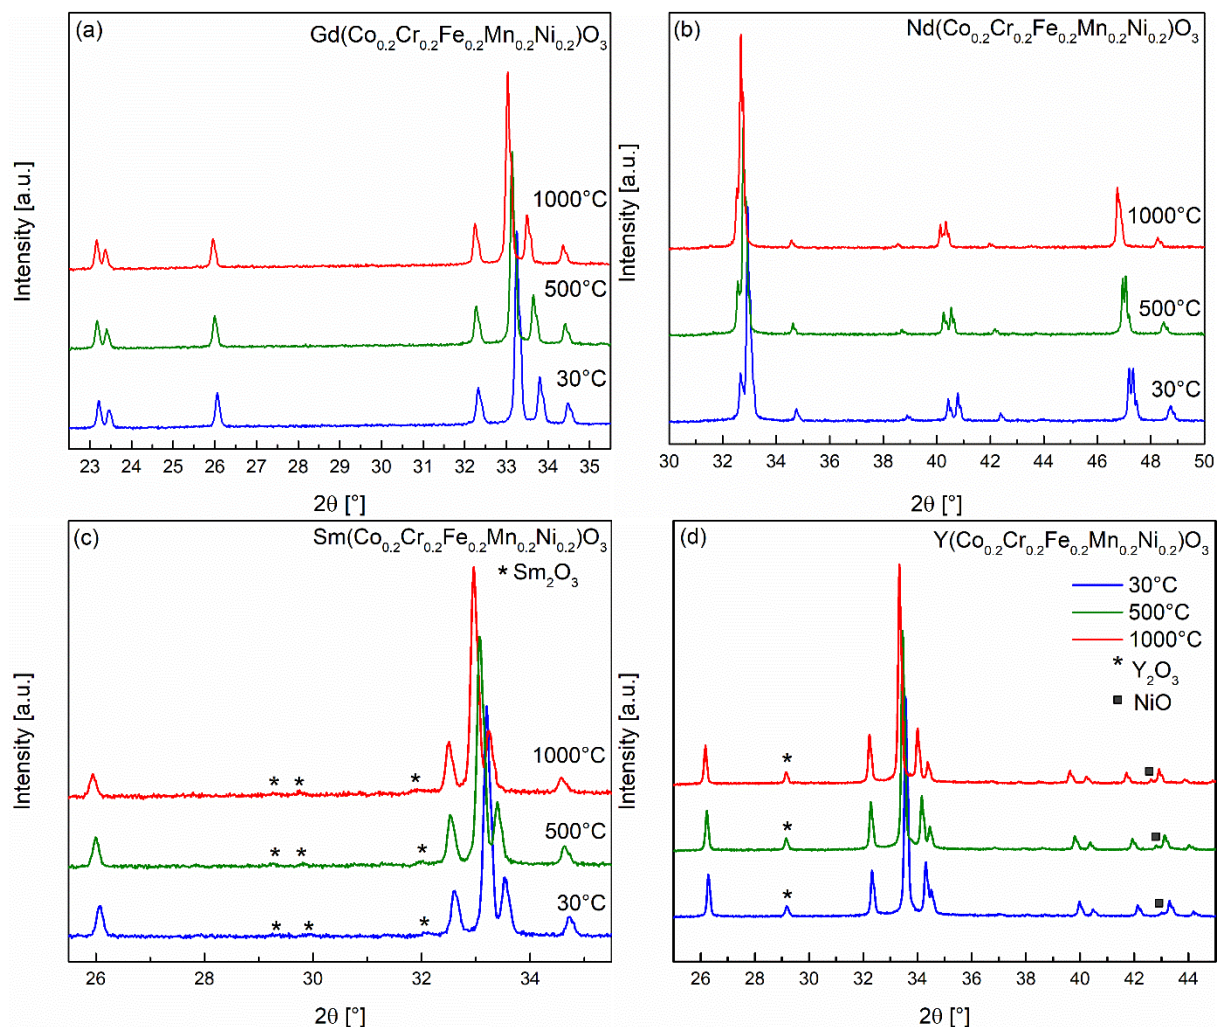 (a)
Gd(Co₀.₂Cr₀.₂Fe₀.₂Mn₀.₂Ni₀.₂)O₃
Intensity [a.u.]
1000°C
500°C
30°C
23 24 25 26 27 28 29 30 31 32 33 34 35
2θ [°]
(b)
Nd(Co₀.₂Cr₀.₂Fe₀.₂Mn₀.₂Ni₀.₂)O₃
Intensity [a.u.]
1000°C
500°C
30°C
30 32 34 36 38 40 42 44 46 48 50
2θ [°]
(c)
Sm(Co₀.₂Cr₀.₂Fe₀.₂Mn₀.₂Ni₀.₂)O₃
* Sm₂O₃
Intensity [a.u.]
1000°C
* * *
500°C
* * *
30°C
* * *
26 28 30 32 34
2θ [°]
(d)
Y(Co₀.₂Cr₀.₂Fe₀.₂Mn₀.₂Ni₀.₂)O₃
30°C
500°C
1000°C
* Y₂O₃
■ NiO
Intensity [a.u.]
*
*
*
26 28 30 32 34 36 38 40 42 44
2θ [°]